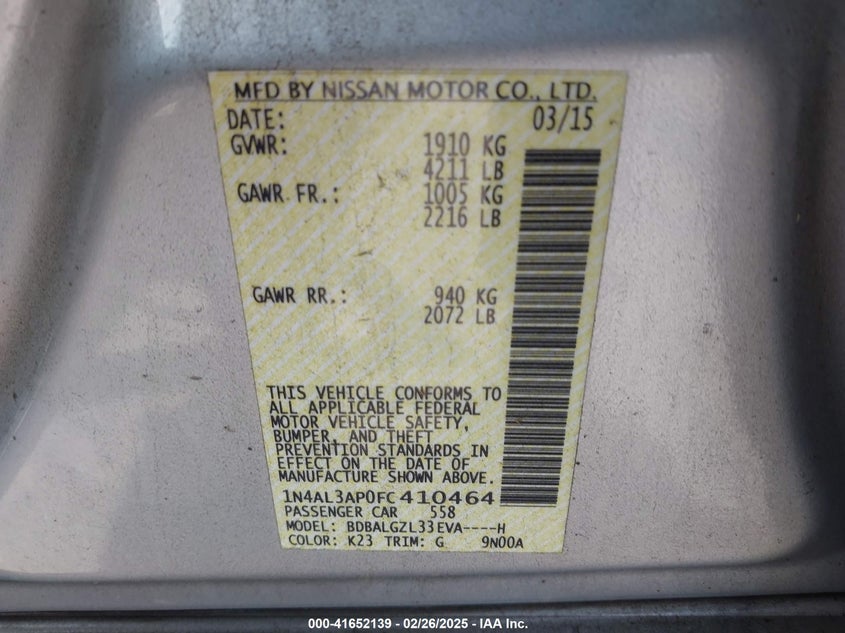 MFD BY NISSAN MOTOR CO., LTD.
DATE: 03/15
GVWR: 1910 KG
4211 LB
GAWR FR.: 1005 KG
2216 LB
GAWR RR.: 940 KG
2072 LB
THIS VEHICLE CONFORMS TO
ALL APPLICABLE FEDERAL
MOTOR VEHICLE SAFETY,
BUMPER, AND THEFT
PREVENTION STANDARDS IN
EFFECT ON THE DATE OF
MANUFACTURE SHOWN ABOVE.
1N4AL3AP0FC410464
PASSENGER CAR 558
MODEL: BDBALGZL33EVA----H
COLOR: K23 TRIM: G 9N00A
000-41652139 — 02/26/2025 — IAA Inc.